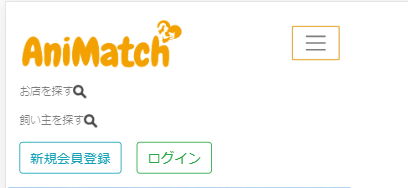 AniMatch
お店を探す
飼い主を探す
新規会員登録
ログイン